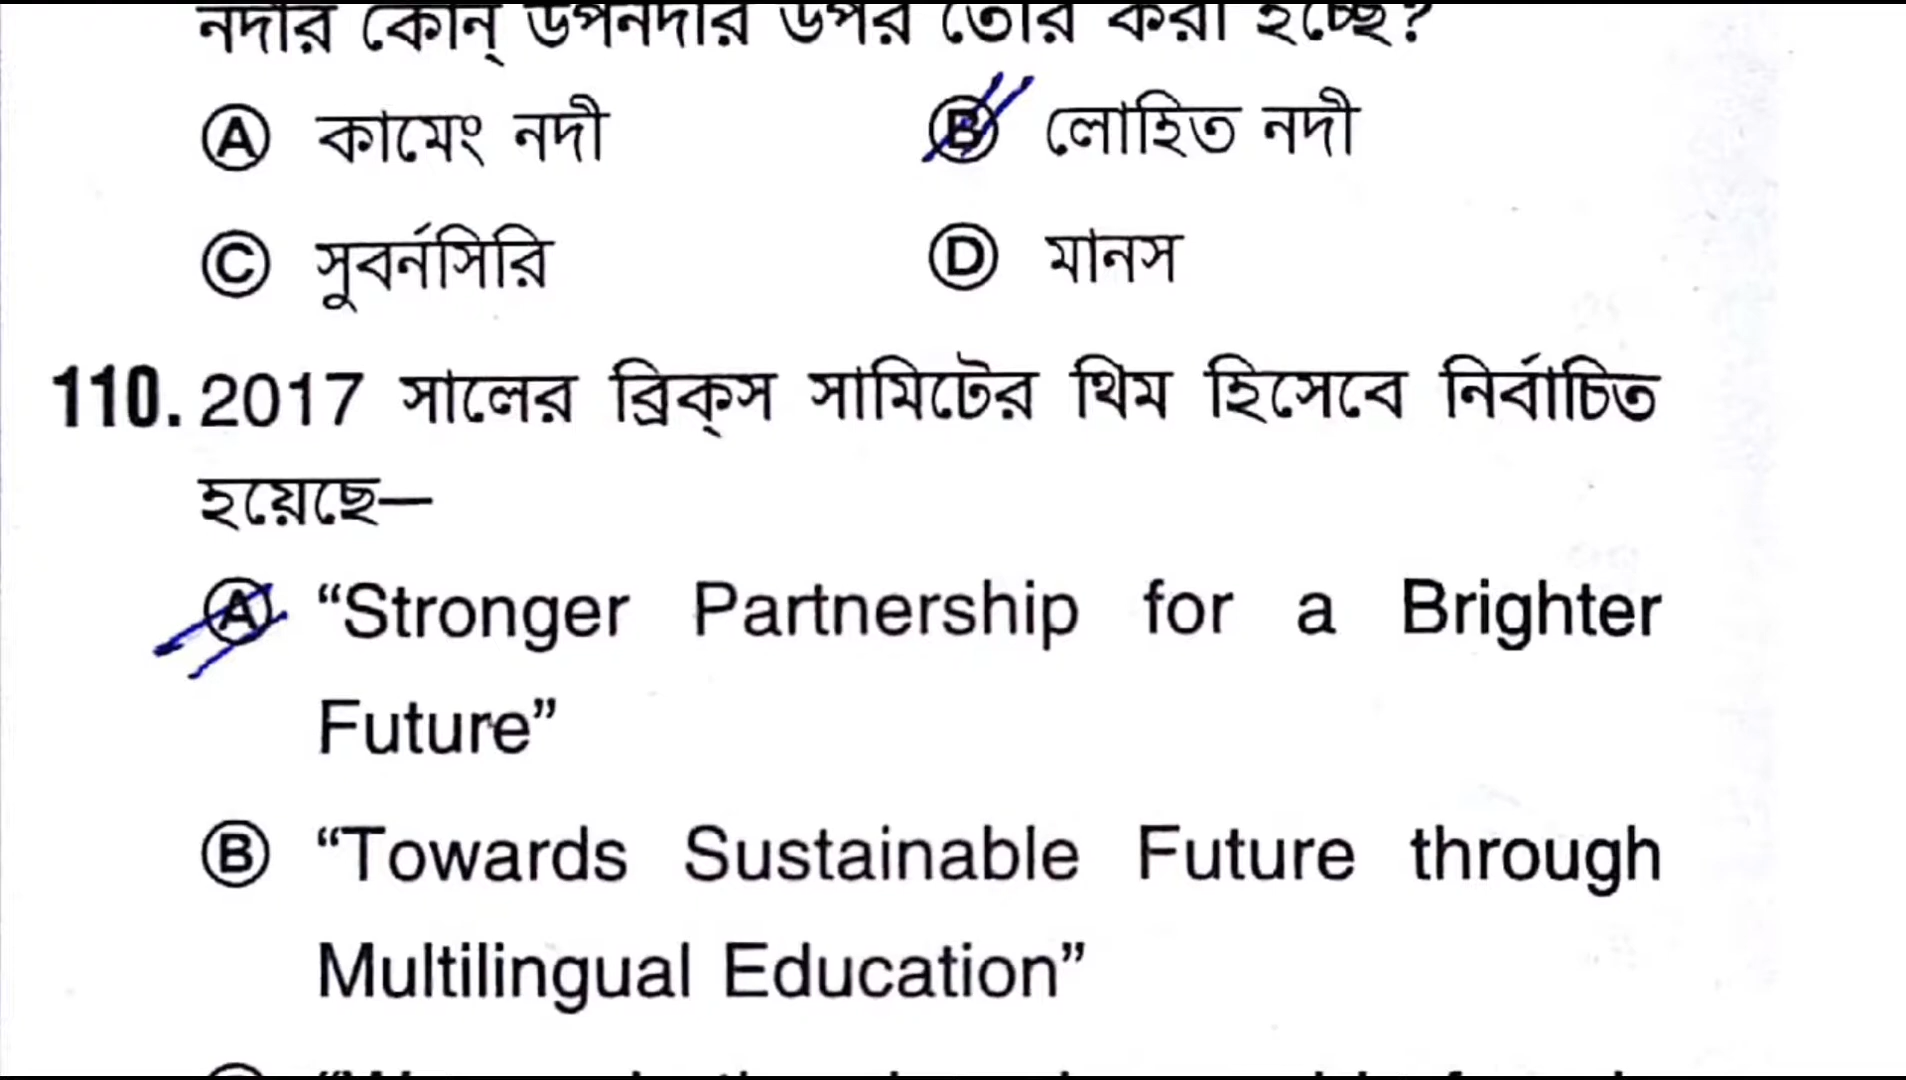 নদীর কোন্ উপনদীর উপর তৈরি করা হচ্ছে?
Ⓐ কামেং নদী Ⓑ লোহিত নদী
Ⓒ সুবর্নসিরি Ⓓ মানস
110. 2017 সালের ব্রিক্স সামিটের থিম হিসেবে নির্বাচিত
হয়েছে—
Ⓐ “Stronger Partnership for a Brighter
Future”
Ⓑ “Towards Sustainable Future through
Multilingual Education”